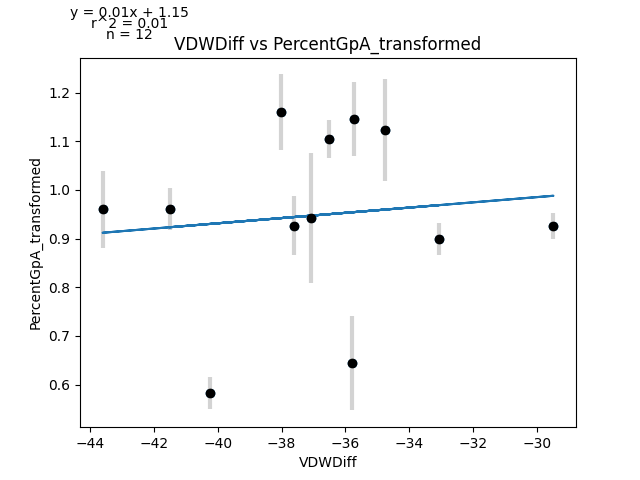 y = 0.01x + 1.15
r^2 = 0.01
n = 12
VDWDiff vs PercentGpA_transformed
PercentGpA_transformed
1.2
1.1
1.0
0.9
0.8
0.7
0.6
−44 −42 −40 −38 −36 −34 −32 −30
VDWDiff